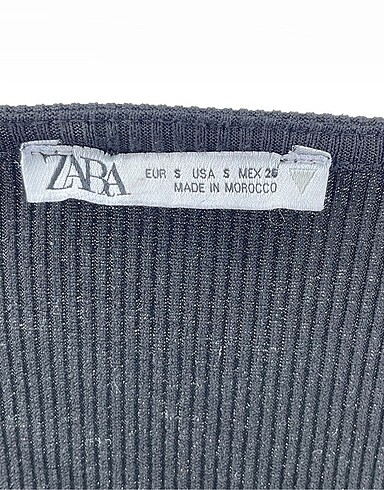 ZARA
EUR S USA S MEX 26
MADE IN MOROCCO